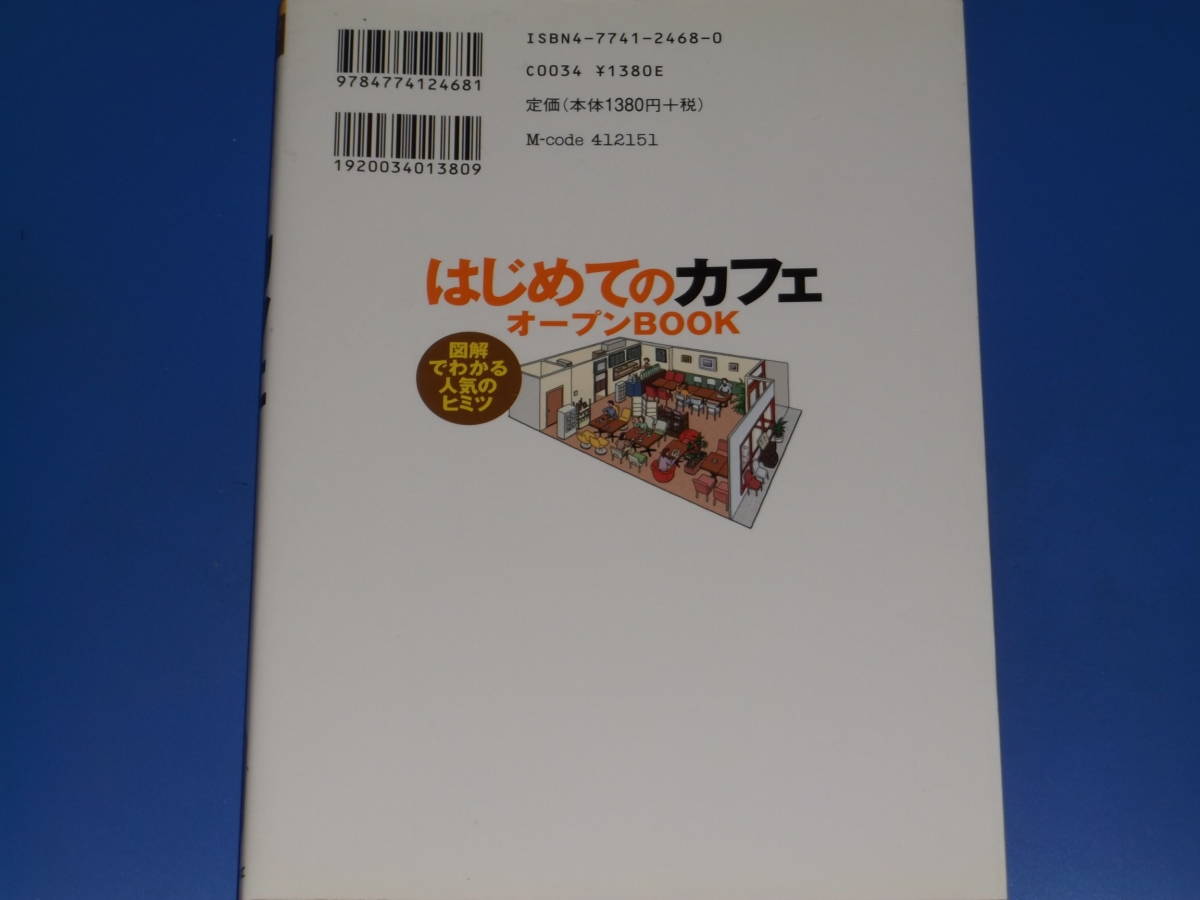 ISBN4-7741-2468-0
C0034 ¥1380E
定価(本体1380円+税)
M-code 412151
9784774124681
1920034013809
はじめてのカフェ
オープンBOOK
図解
でわかる
人気の
ヒミツ